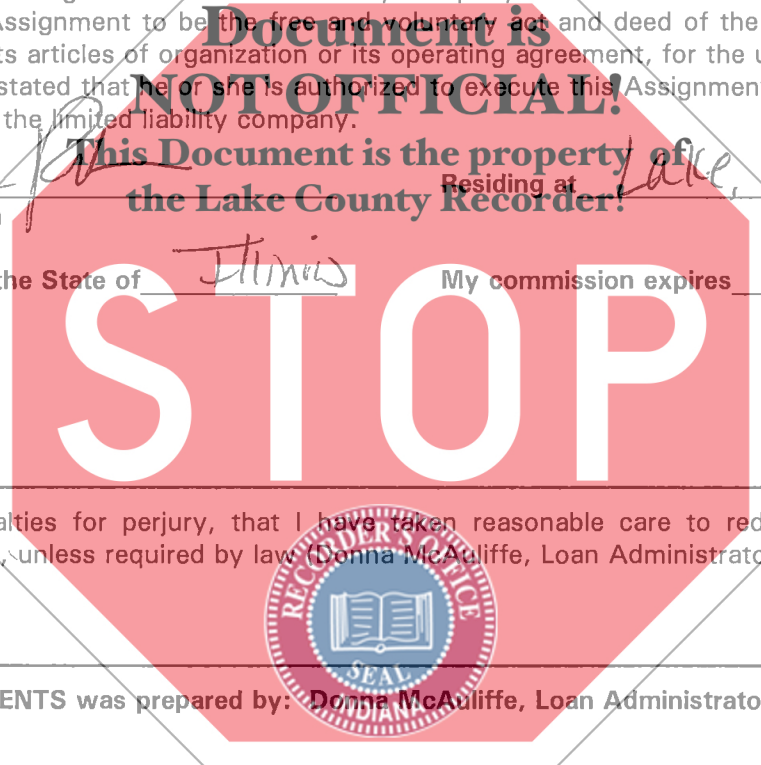 Assignment to be the free and voluntary act and deed of the
Document is
ts articles of organization or its operating agreement, for the u
stated that he or she is authorized to execute this Assignment
NOT OFFICIAL!
the limited liability company.
This Document is the property of
the Lake County Recorder!
Residing at Lake,
the State of Illinois My commission expires
STOP
alties for perjury, that I have taken reasonable care to red
, unless required by law (Donna McAuliffe, Loan Administrato
RECORDER'S OFFICE
SEAL
INDIANA
ENTS was prepared by: Donna McAuliffe, Loan Administrato